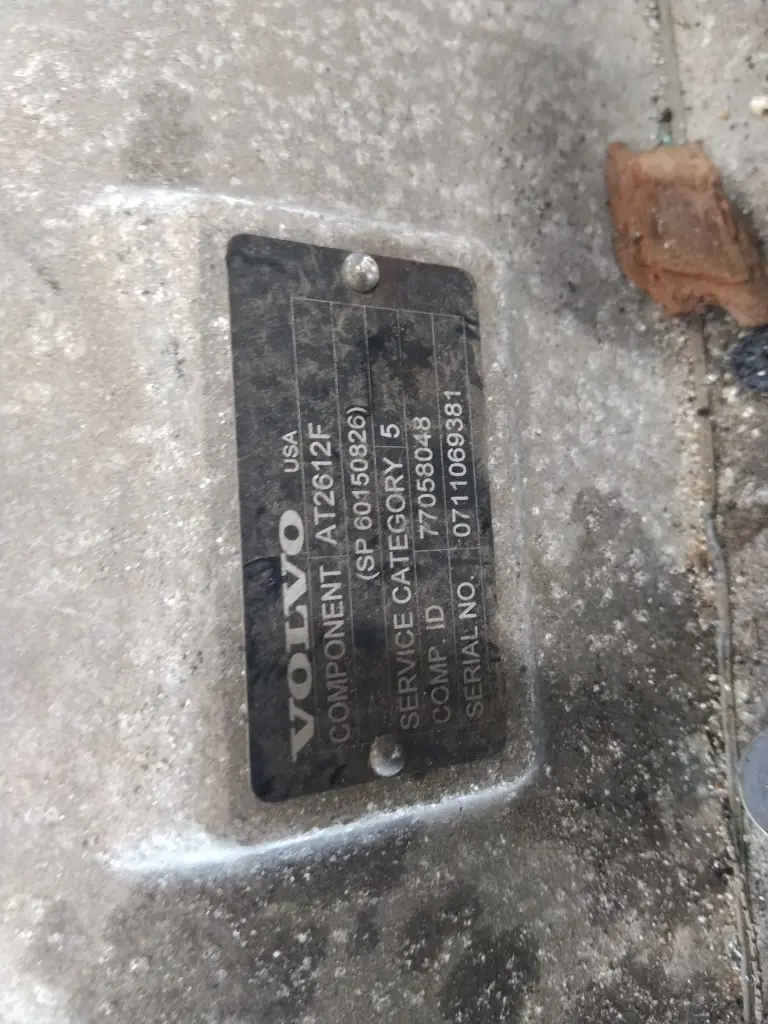 VOLVO USA
COMPONENT AT2612F
(SP 60150826)
SERVICE CATEGORY 5
COMP ID 77058048
SERIAL NO. 0711069381